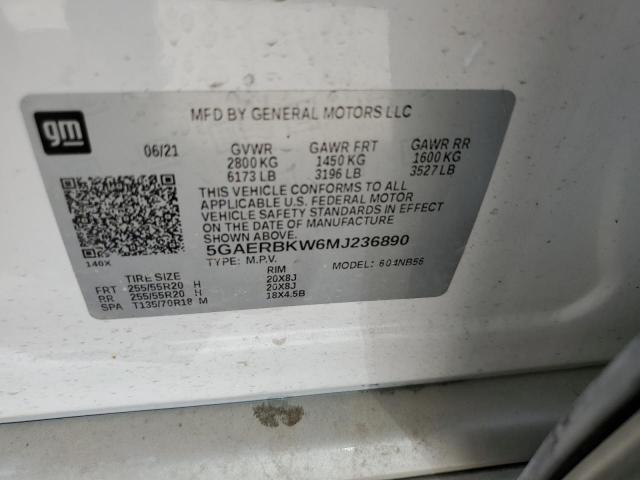 gm
MFD BY GENERAL MOTORS LLC
06/21 GVWR GAWR FRT GAWR RR
2800 KG 1450 KG 1600 KG
6173 LB 3196 LB 3527 LB
THIS VEHICLE CONFORMS TO ALL
APPLICABLE U.S. FEDERAL MOTOR
VEHICLE SAFETY STANDARDS IN EFFECT
ON THE DATE OF MANUFACTURE
SHOWN ABOVE.
140X
5GAERBKW6MJ236890
TYPE: M.P.V. MODEL: 604NB56
TIRE SIZE RIM
FRT 255/55R20 H 20X8J
RR 255/55R20 H 20X8J
SPA T135/70R18 M 18X4.5B